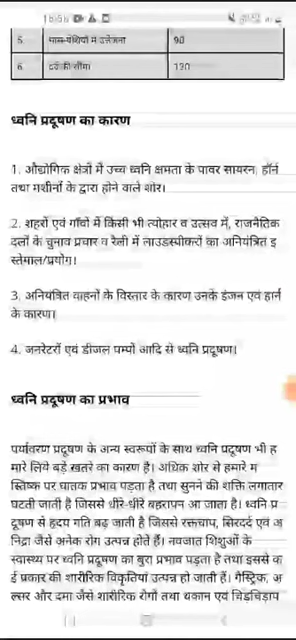 5 मांस-पेशियों में उत्तेजना 90
6 दर्द की सीमा 120
ध्वनि प्रदूषण का कारण
1. औद्योगिक क्षेत्रों में उच्च ध्वनि क्षमता के पावर सायरन, हॉर्न
तथा मशीनों के द्वारा होने वाले शोर।
2. शहरों एवं गाँवों में किसी भी त्योहार व उत्सव में, राजनैतिक
दलों के चुनाव प्रचार व रैली में लाउडस्पीकरों का अनियंत्रित इ
स्तेमाल/प्रयोग।
3. अनियंत्रित वाहनों के विस्तार के कारण उनके इंजन एवं हार्न
के कारण।
4. जनरेटरों एवं डीजल पम्पों आदि से ध्वनि प्रदूषण।
ध्वनि प्रदूषण का प्रभाव
पर्यावरण प्रदूषण के अन्य स्वरूपों के साथ ध्वनि प्रदूषण भी ह
मारे लिये बड़े खतरे का कारण है। अधिक शोर से हमारे म
स्तिष्क पर घातक प्रभाव पड़ता है तथा सुनने की शक्ति लगातार
घटती जाती है जिससे धीरे-धीरे बहरापन आ जाता है। ध्वनि प्र
दूषण से हृदय गति बढ़ जाती है जिससे रक्तचाप, सिरदर्द एवं अ
निद्रा जैसे अनेक रोग उत्पन्न होते हैं। नवजात शिशुओं के
स्वास्थ्य पर ध्वनि प्रदूषण का बुरा प्रभाव पड़ता है तथा इससे क
ई प्रकार की शारीरिक विकृतियां उत्पन्न हो जाती हैं। गैस्ट्रिक, अ
ल्सर और दमा जैसे शारीरिक रोगों तथा थकान एवं चिड़चिड़ापा